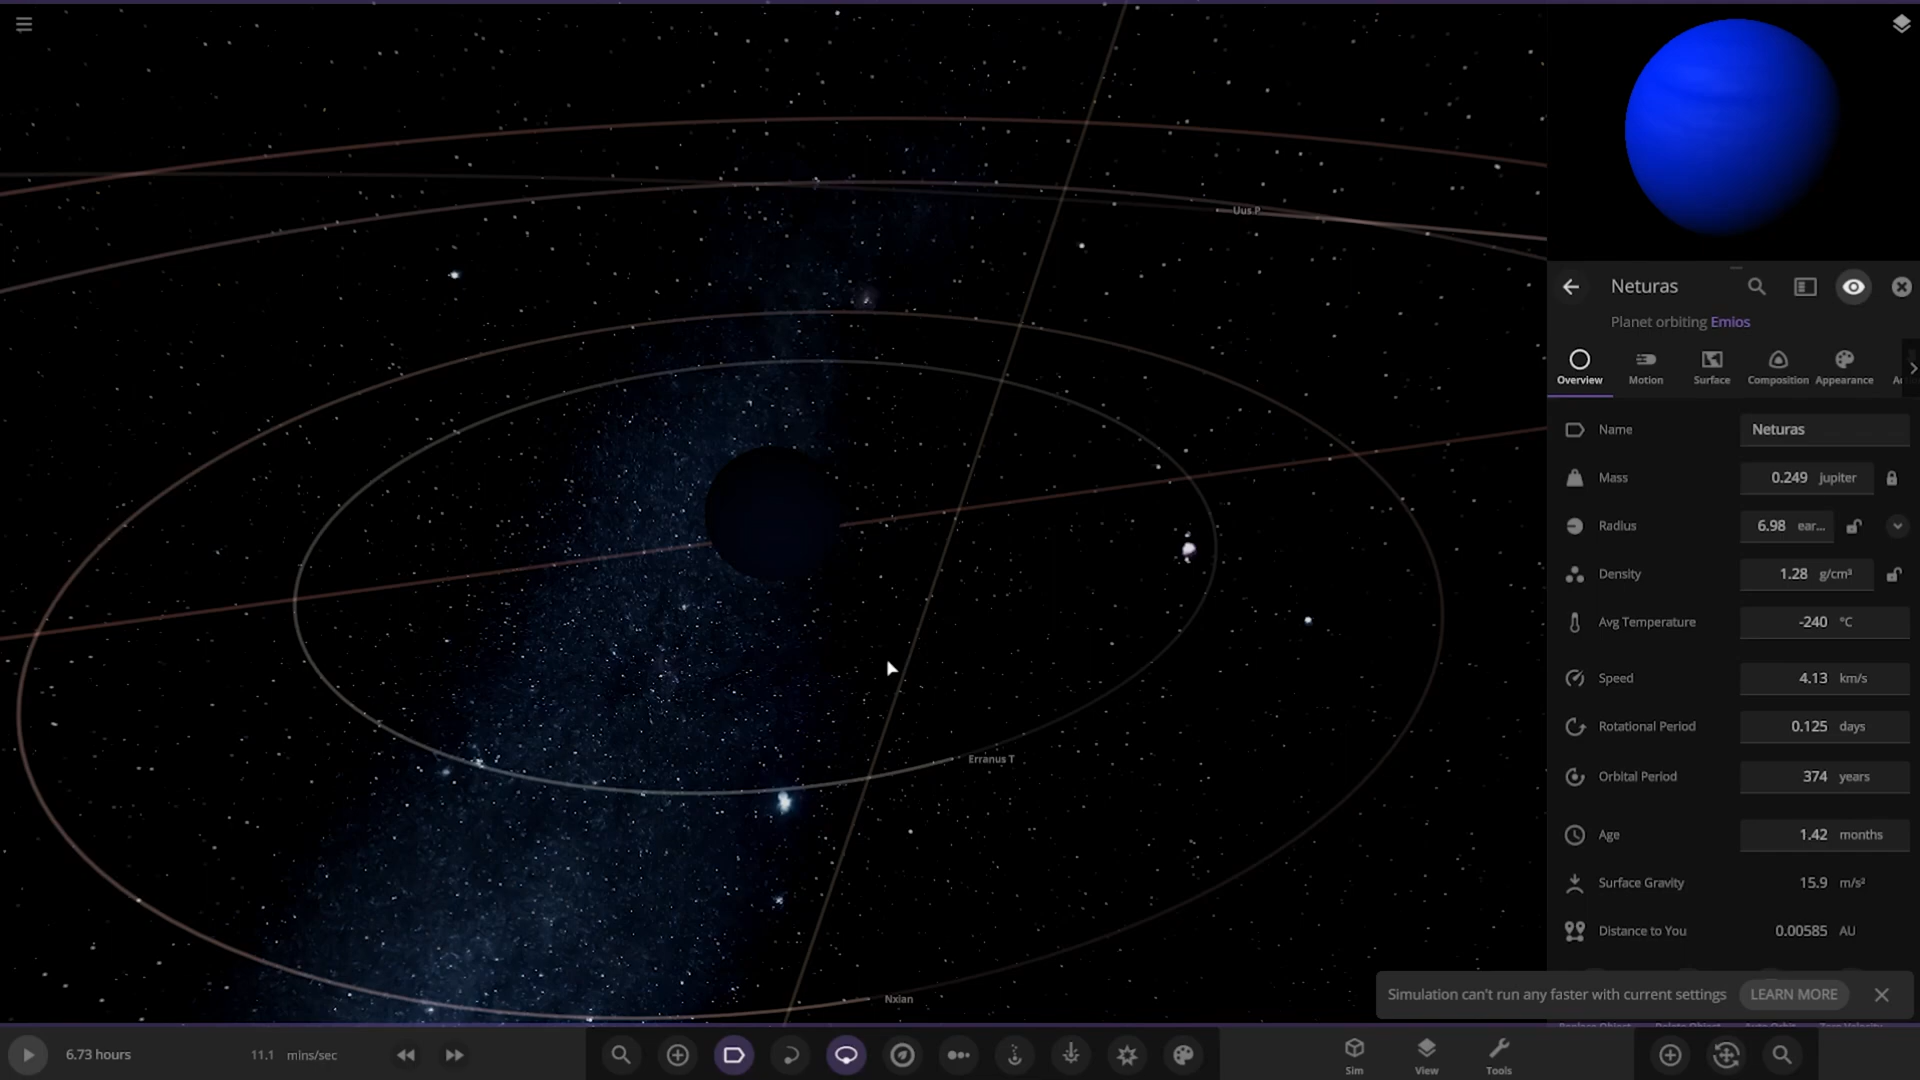 Uus P
Erranus T
Nxian
Neturas
Planet orbiting Emios
Overview
Motion
Surface
Composition
Appearance
Name
Neturas
Mass
0.249 jupiter
Radius
6.98 ear...
Density
1.28 g/cm³
Avg Temperature
-240 °C
Speed
4.13 km/s
Rotational Period
0.125 days
Orbital Period
374 years
Age
1.42 months
Surface Gravity
15.9 m/s²
Distance to You
0.00585 AU
Simulation can't run any faster with current settings
LEARN MORE
6.73 hours
11.1 mins/sec
Sim
View
Tools